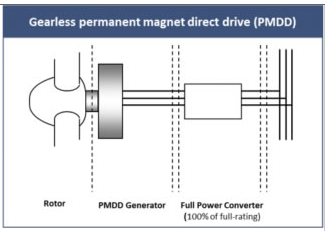 Gearless permanent magnet direct drive (PMDD)
Rotor
PMDD Generator
Full Power Converter
(100% of full-rating)